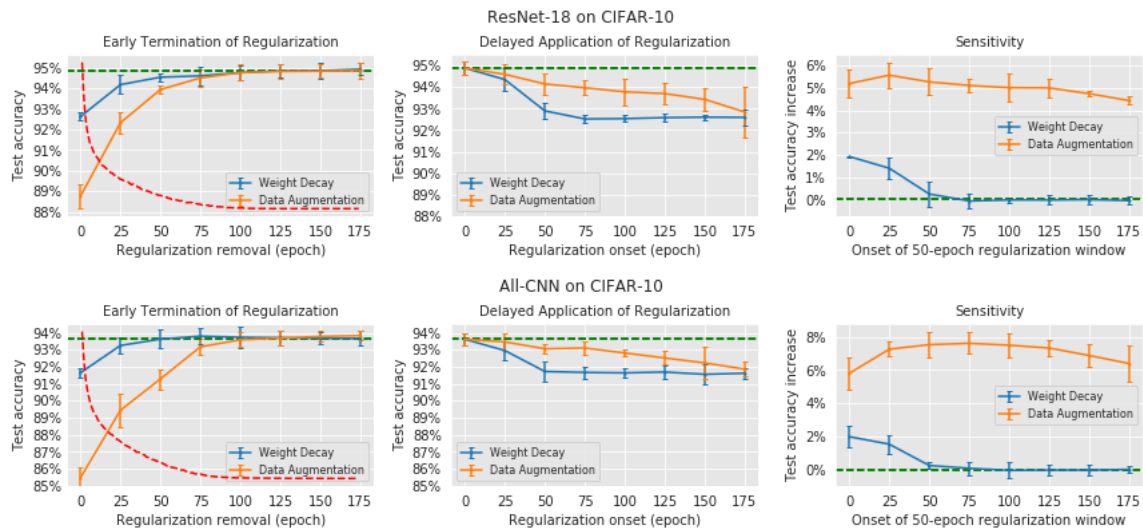 ResNet-18 on CIFAR-10
Early Termination of Regularization
Test accuracy
95%
94%
93%
92%
91%
90%
89%
88%
Weight Decay
Data Augmentation
0 25 50 75 100 125 150 175
Regularization removal (epoch)
Delayed Application of Regularization
Test accuracy
95%
94%
93%
92%
91%
90%
89%
88%
Weight Decay
Data Augmentation
0 25 50 75 100 125 150 175
Regularization onset (epoch)
Sensitivity
Test accuracy increase
6%
5%
4%
3%
2%
1%
0%
Weight Decay
Data Augmentation
0 25 50 75 100 125 150 175
Onset of 50-epoch regularization window
All-CNN on CIFAR-10
Early Termination of Regularization
Test accuracy
94%
93%
92%
91%
90%
89%
88%
87%
86%
85%
Weight Decay
Data Augmentation
0 25 50 75 100 125 150 175
Regularization removal (epoch)
Delayed Application of Regularization
Test accuracy
94%
93%
92%
91%
90%
89%
88%
87%
86%
85%
Weight Decay
Data Augmentation
0 25 50 75 100 125 150 175
Regularization onset (epoch)
Sensitivity
Test accuracy increase
8%
6%
4%
2%
0%
Weight Decay
Data Augmentation
0 25 50 75 100 125 150 175
Onset of 50-epoch regularization window